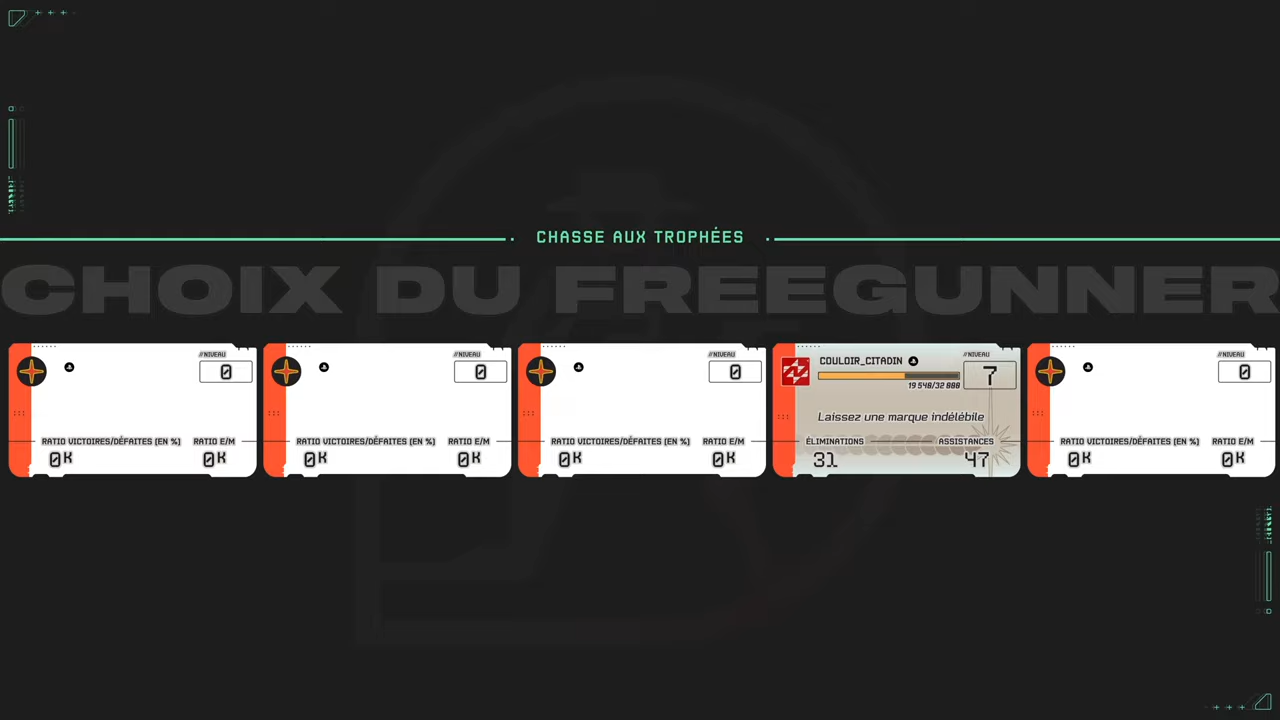 CHASSE AUX TROPHÉES
CHOIX DU FREEGUNNER
//NIVEAU
0
RATIO VICTOIRES/DÉFAITES (EN %) RATIO E/M
0K 0K
//NIVEAU
0
RATIO VICTOIRES/DÉFAITES (EN %) RATIO E/M
0K 0K
//NIVEAU
0
RATIO VICTOIRES/DÉFAITES (EN %) RATIO E/M
0K 0K
COULOIR_CITADIN //NIVEAU
7
19 548/32 000
Laissez une marque indélébile
ÉLIMINATIONS ASSISTANCES
31 47
//NIVEAU
0
RATIO VICTOIRES/DÉFAITES (EN %) RATIO E/M
0K 0K